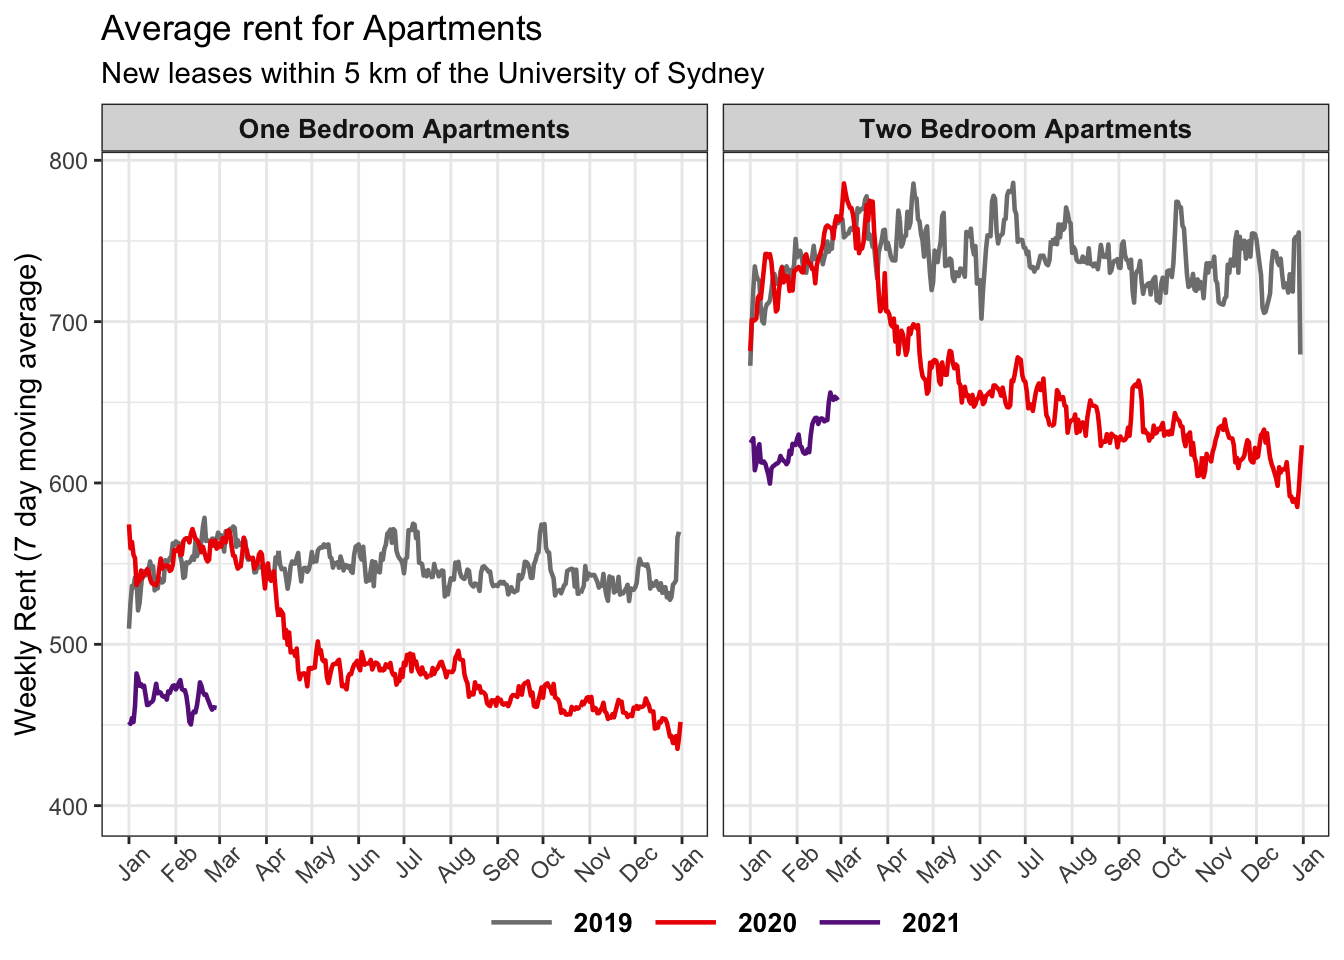 Average rent for Apartments
New leases within 5 km of the University of Sydney
One Bedroom Apartments
Two Bedroom Apartments
Weekly Rent (7 day moving average)
800
700
600
500
400
Jan Feb Mar Apr May Jun Jul Aug Sep Oct Nov Dec Jan
Jan Feb Mar Apr May Jun Jul Aug Sep Oct Nov Dec Jan
2019 2020 2021